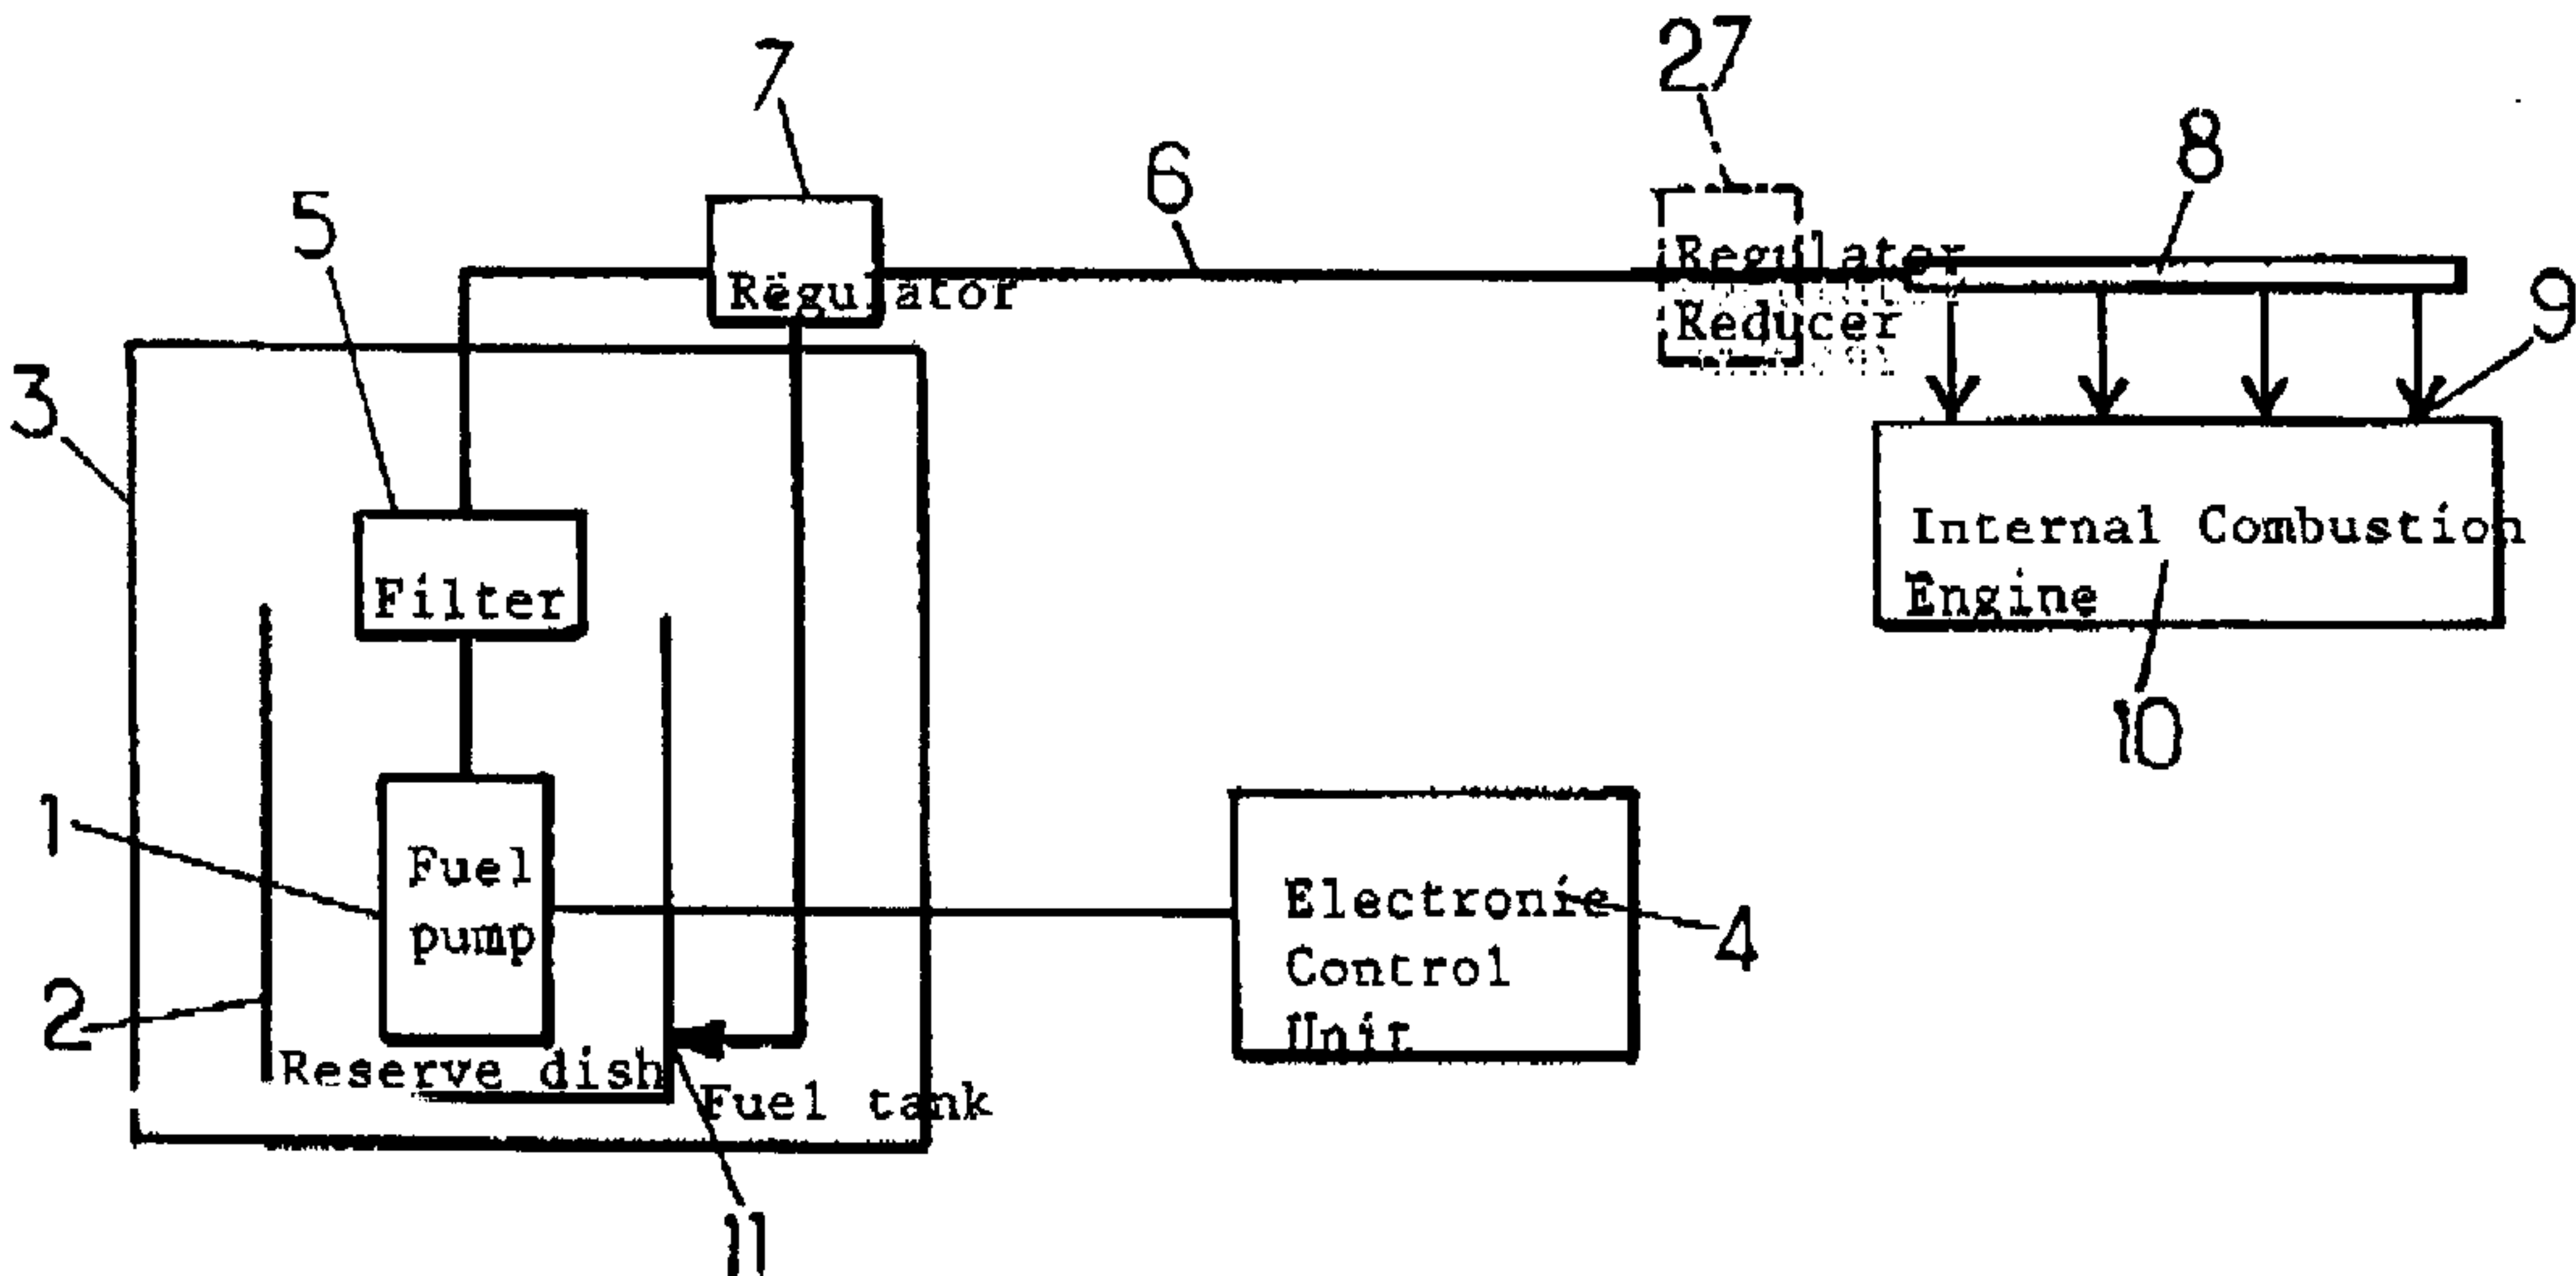 27
7
8
6
5
Regulator
Regulator
Reducer
9
3
Internal Combustion
Engine
Filter
10
1
Fuel
pump
Electronic
Control
Unit
4
2
Reserve dish
Fuel tank
11